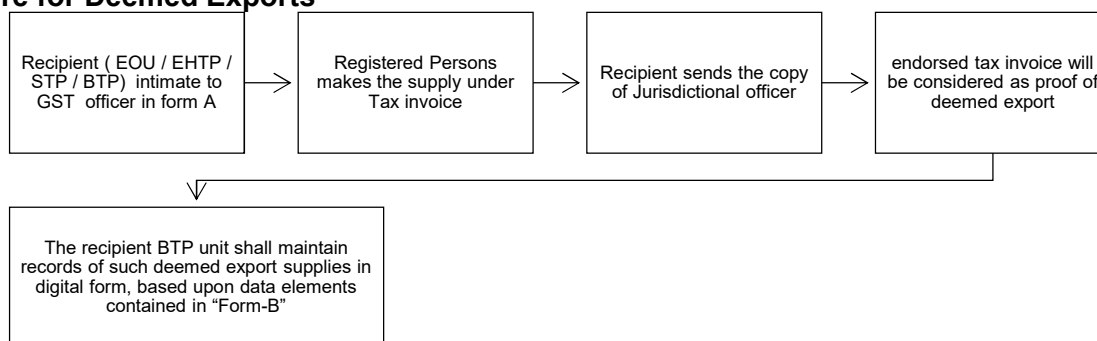 re for Deemed Exports
Recipient ( EOU / EHTP /
STP / BTP) intimate to
GST officer in form A
Registered Persons
makes the supply under
Tax invoice
Recipient sends the copy
of Jurisdictional officer
endorsed tax invoice will
be considered as proof of
deemed export
The recipient BTP unit shall maintain
records of such deemed export supplies in
digital form, based upon data elements
contained in “Form-B”